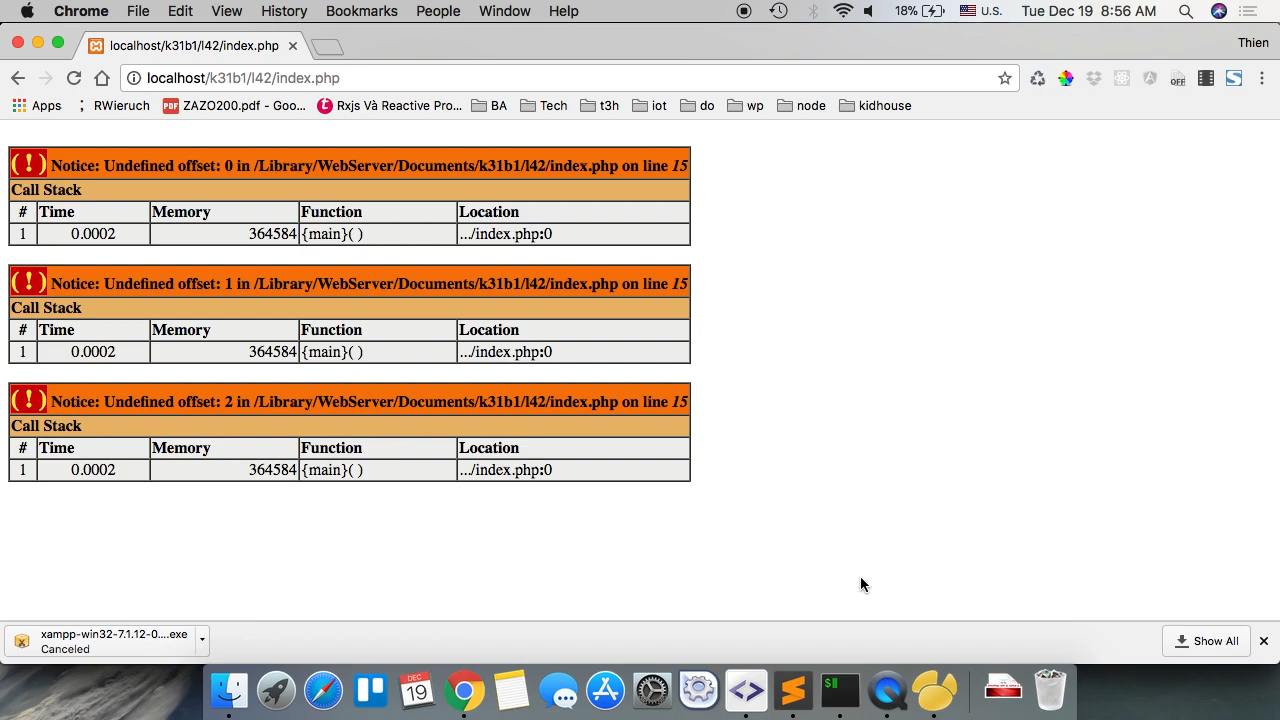 Chrome File Edit View History Bookmarks People Window Help 18% U.S. Tue Dec 19 8:56 AM
localhost/k31b1/l42/index.php Thien
localhost/k31b1/l42/index.php OFF
Apps RWieruch PDF ZAZO200.pdf - Goo... t Rxjs Và Reactive Pro... BA Tech t3h iot do wp node kidhouse
( ! ) Notice: Undefined offset: 0 in /Library/WebServer/Documents/k31b1/l42/index.php on line 15
Call Stack
# Time Memory Function Location
1 0.0002 364584 {main}( ) .../index.php:0
( ! ) Notice: Undefined offset: 1 in /Library/WebServer/Documents/k31b1/l42/index.php on line 15
Call Stack
# Time Memory Function Location
1 0.0002 364584 {main}( ) .../index.php:0
( ! ) Notice: Undefined offset: 2 in /Library/WebServer/Documents/k31b1/l42/index.php on line 15
Call Stack
# Time Memory Function Location
1 0.0002 364584 {main}( ) .../index.php:0
xampp-win32-7.1.12-0....exe
Canceled
Show All
DEC
19